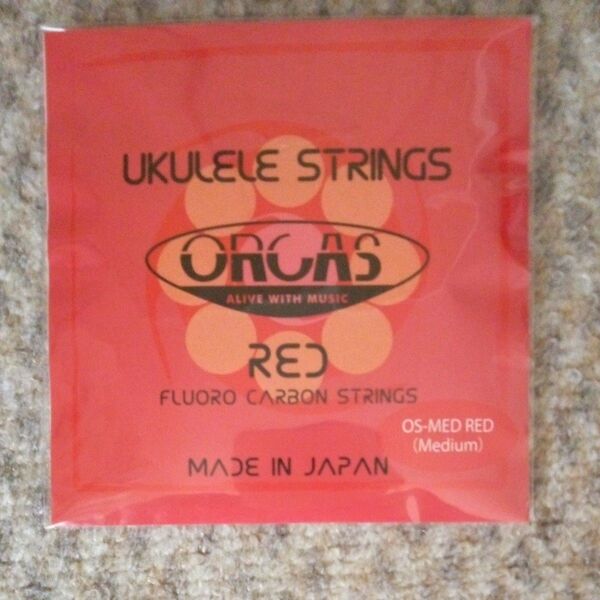 UKULELE STRINGS
ORCAS
ALIVE WITH MUSIC
RED
FLUORO CARBON STRINGS
OS-MED RED
(Medium)
MADE IN JAPAN